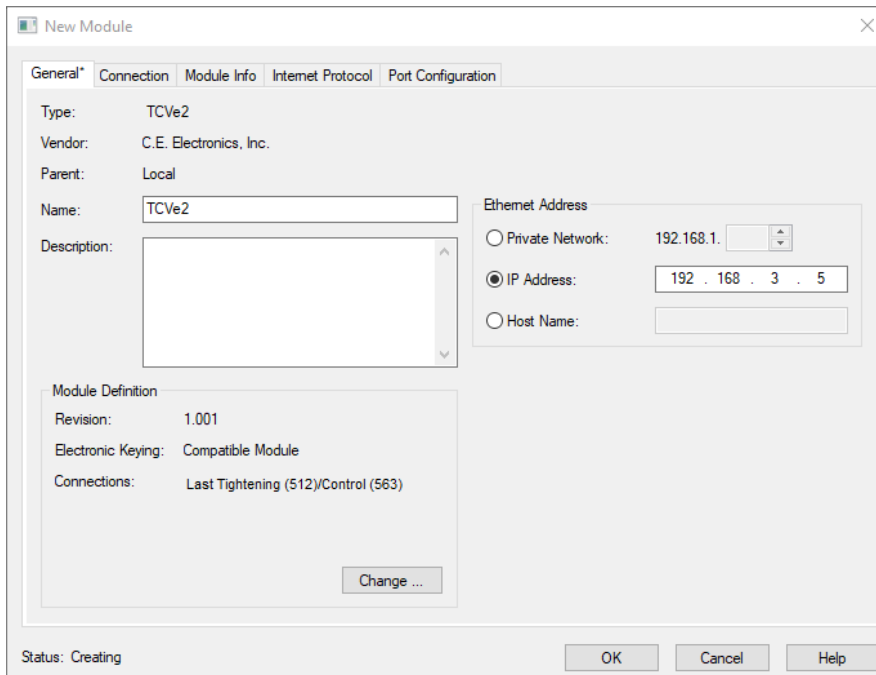 New Module
General* Connection Module Info Internet Protocol Port Configuration
Type: TCVe2
Vendor: C.E. Electronics, Inc.
Parent: Local
Name: TCVe2
Description:
Ethernet Address
Private Network: 192.168.1.
IP Address: 192 . 168 . 3 . 5
Host Name:
Module Definition
Revision: 1.001
Electronic Keying: Compatible Module
Connections: Last Tightening (512)/Control (563)
Change ...
Status: Creating
OK Cancel Help